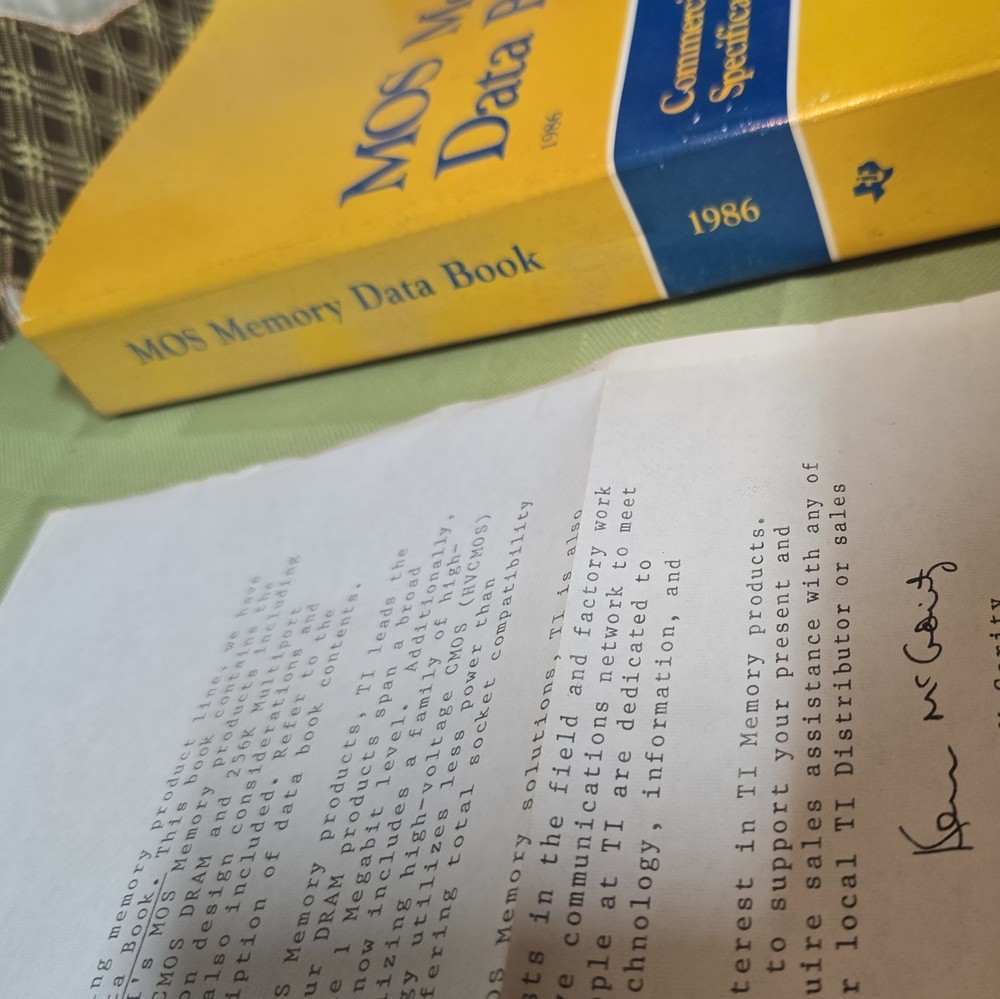 MOS
Data
1986
Commerci
Specifica
MOS Memory Data Book
1986
ng memory product line, we have
a Book. This book contains the
I's MOS Memory
CMOS DRAM and 256K Multiport
on design considerations and
also included. Refer to the
iption of data book contents.
S Memory products, TI leads the
ur DRAM products span a broad
e 1 Megabit level. Additionally,
now includes a family of high-
lizing high-voltage CMOS (HVCMOS)
gy utilizes less power than
fering total socket compatibility
OS Memory solutions, TI is also
sts in the field and factory work
ve communications network to meet
ple at TI are dedicated to
chnology, information, and
terest in TI Memory products.
to support your present and
uire sales assistance with any of
r local TI Distributor or sales
Ken McGarity